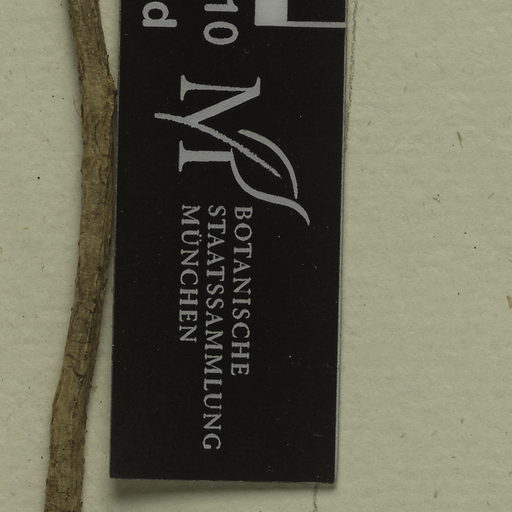 10
d
M
BOTANISCHE
STAATSSAMMLUNG
MÜNCHEN